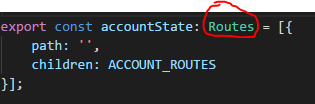 export const accountState: Routes = [{
path: '',
children: ACCOUNT_ROUTES
}];